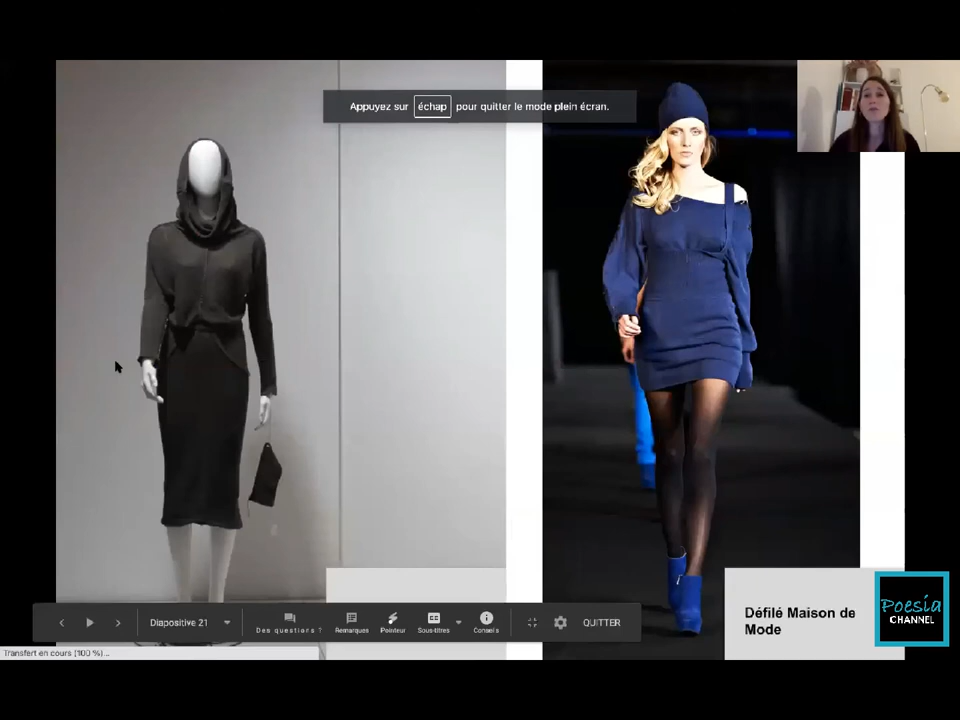 Appuyez sur échap pour quitter le mode plein écran.
Défilé Maison de
Mode
Poesia
CHANNEL
Diapositive 21
Des questions ?
Remarques
Pointeur
Sous-titres
Conseils
QUITTER
Transfert en cours (100 %)...